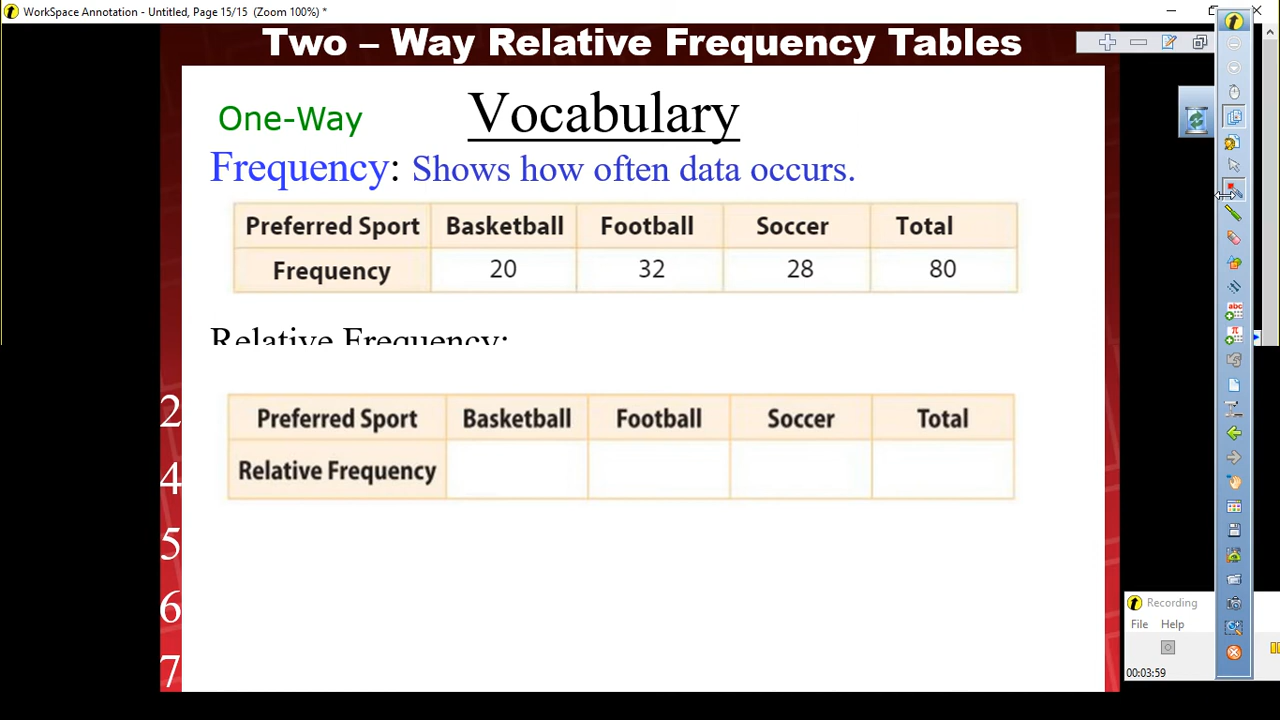 WorkSpace Annotation - Untitled, Page 15/15 (Zoom 100%) *
Two – Way Relative Frequency Tables
One-Way
Vocabulary
Frequency: Shows how often data occurs.
Preferred Sport Basketball Football Soccer Total
Frequency 20 32 28 80
Relative Frequency:
Preferred Sport Basketball Football Soccer Total
Relative Frequency
2
4
5
6
7
abc
π
Recording
File Help
00:03:59